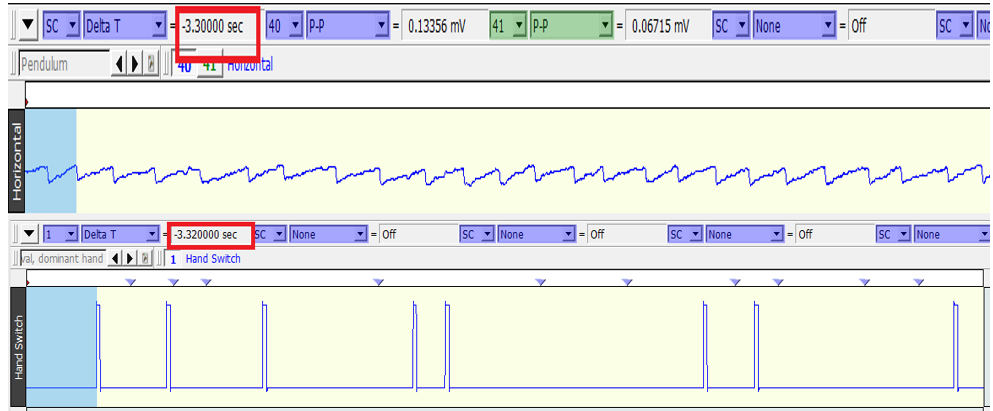 SC Delta T = -3.30000 sec 40 P-P = 0.13356 mV 41 P-P = 0.06715 mV SC None = Off SC
Pendulum 40 41 Horizontal
Horizontal
1 Delta T = -3.320000 sec SC None = Off SC None = Off SC None = Off SC None
val, dominant hand 1 Hand Switch
Hand Switch